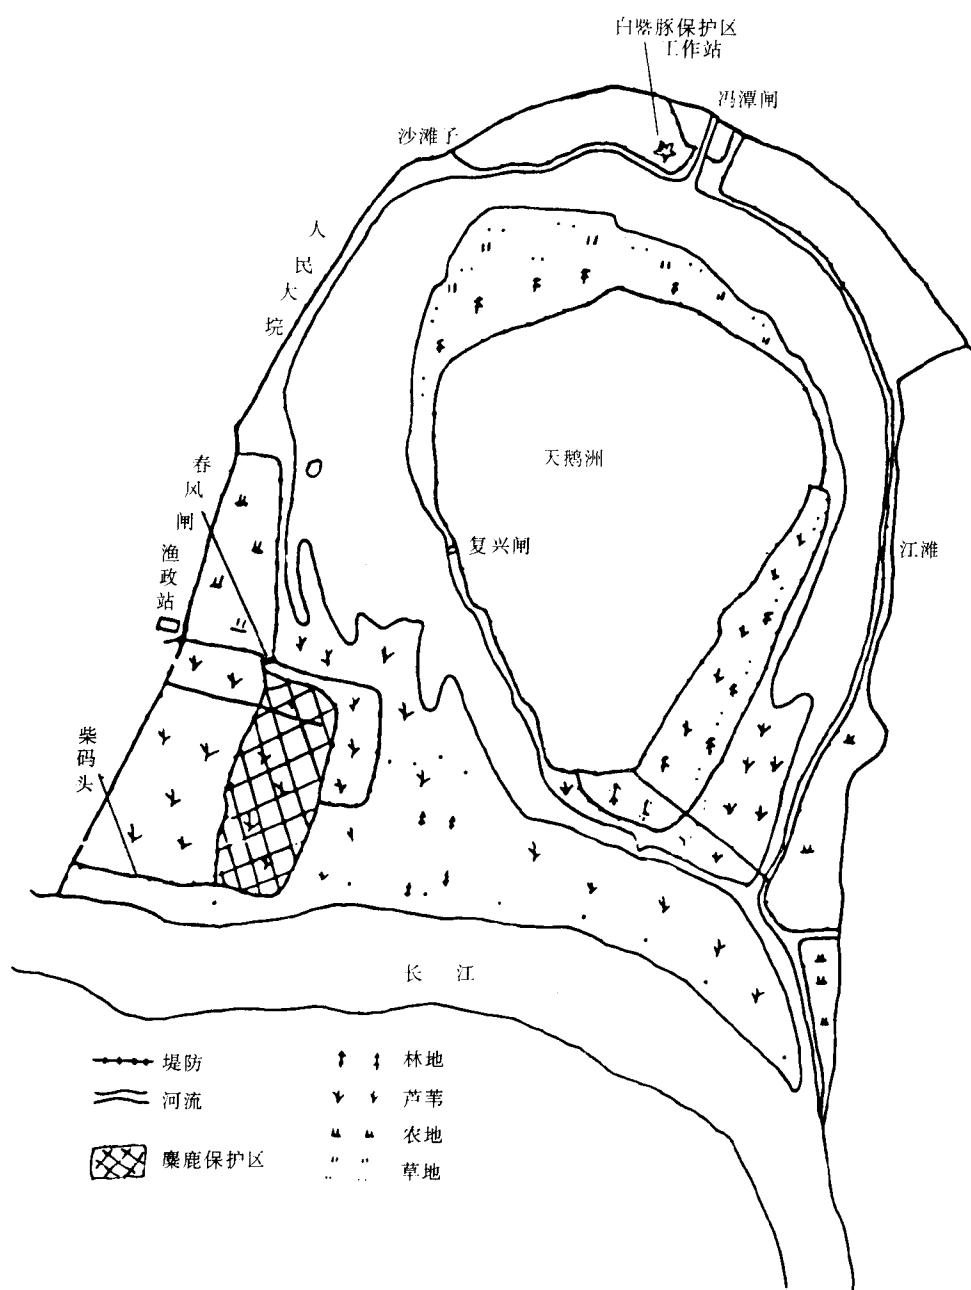 白鱀豚保护区
工作站
冯潭闸
沙滩子
人民大垸
天鹅洲
春风闸
复兴闸
江滩
渔政站
柴码头
长 江
堤防
河流
麋鹿保护区
林地
芦苇
农地
草地